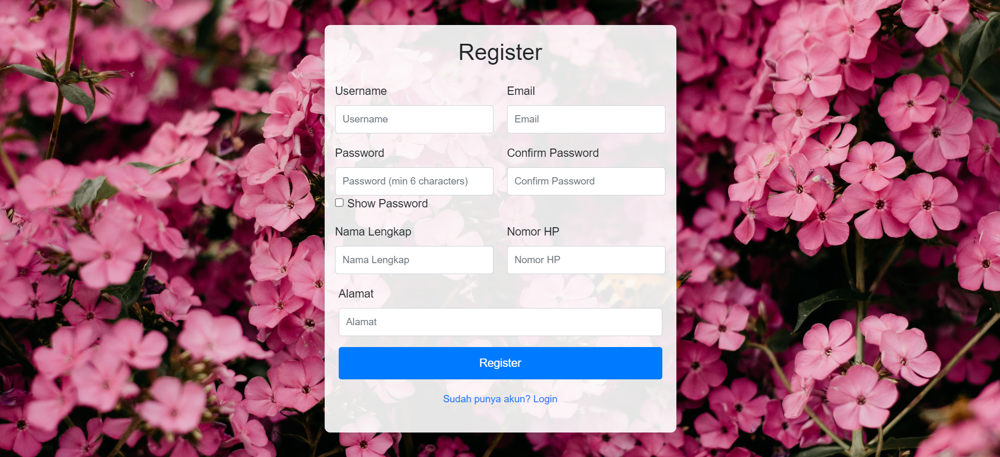 Register
Username Email
Username Email
Password Confirm Password
Password (min 6 characters) Confirm Password
Show Password
Nama Lengkap Nomor HP
Nama Lengkap Nomor HP
Alamat
Alamat
Register
Sudah punya akun? Login